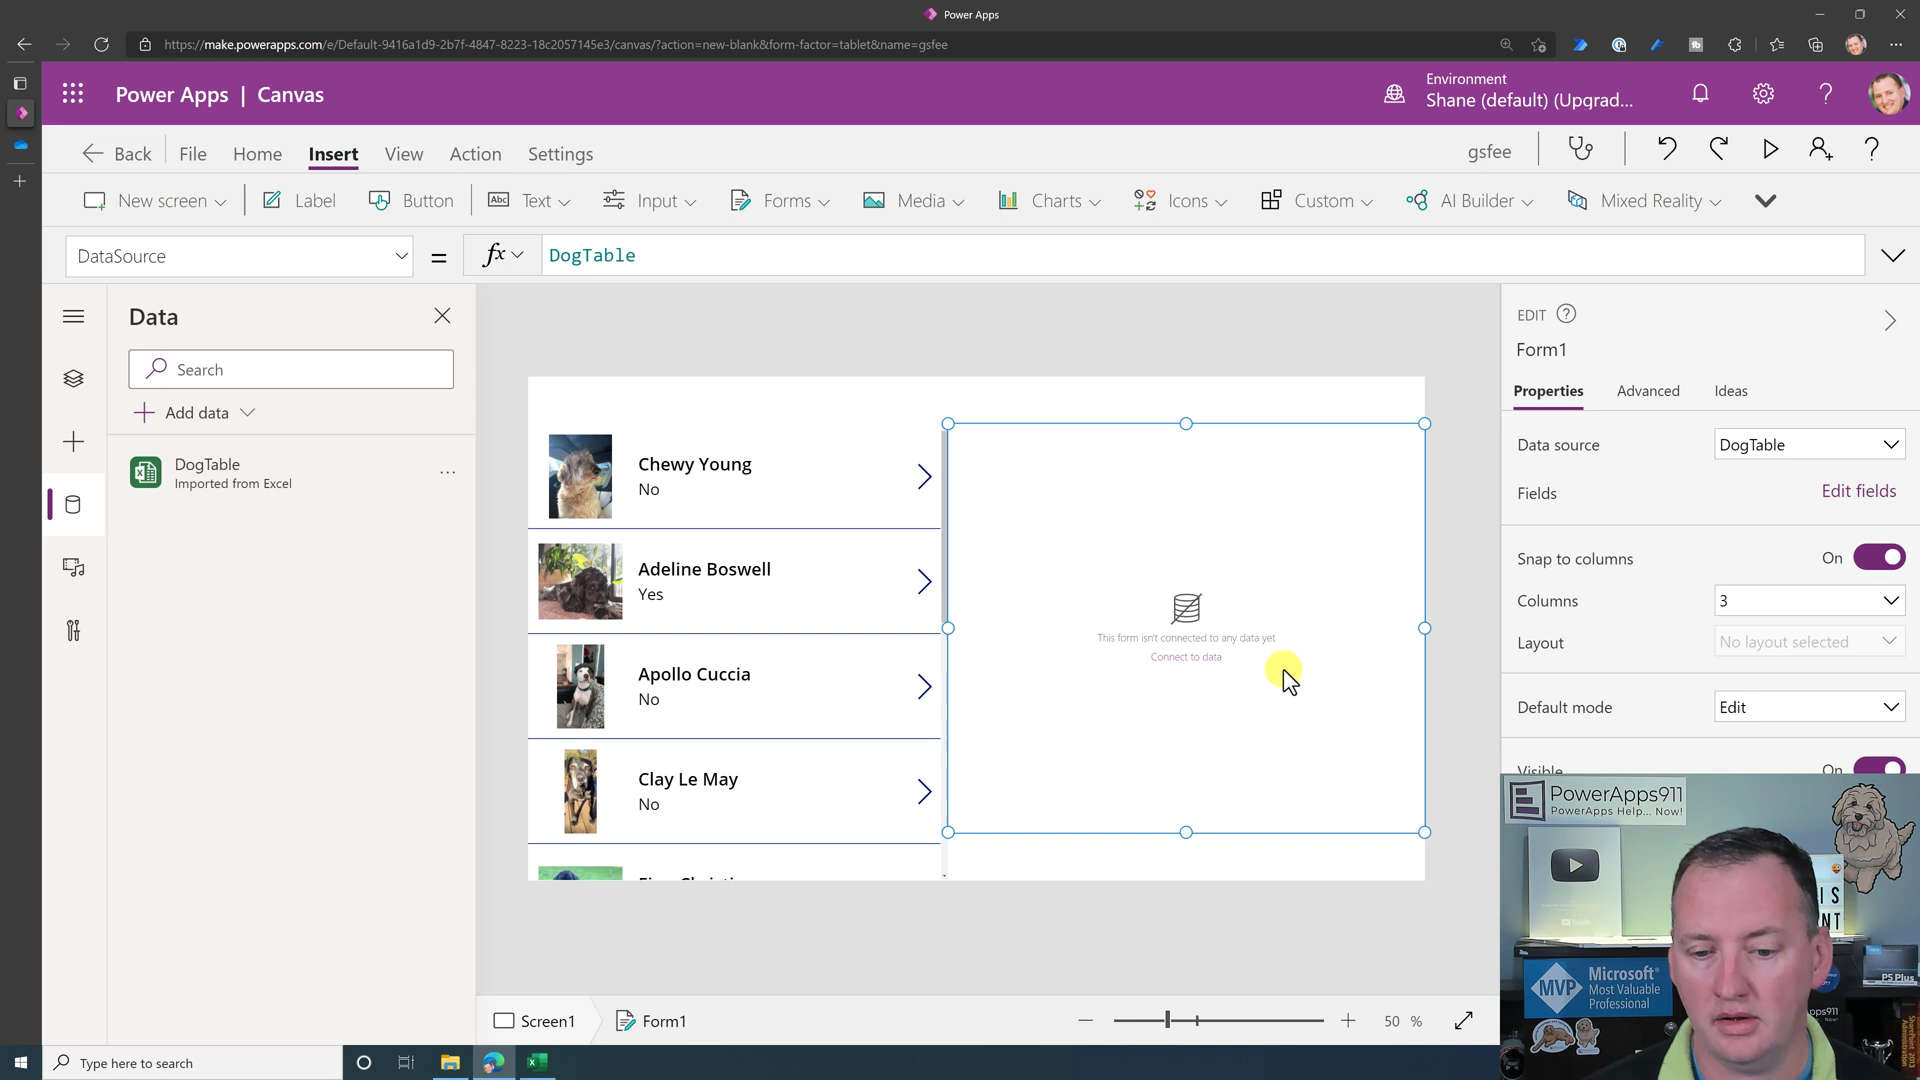 Power Apps
https://make.powerapps.com/e/Default-9416a1d9-2b7f-4847-8223-18c2057145e3/canvas/?action=new-blank&form-factor=tablet&name=gsfee
Power Apps | Canvas
Environment
Shane (default) (Upgrad...
Back
File
Home
Insert
View
Action
Settings
gsfee
New screen
Label
Button
Abc
Text
Input
Forms
Media
Charts
Icons
Custom
AI Builder
Mixed Reality
DataSource
=
fx
DogTable
Data
Search
Add data
DogTable
Imported from Excel
Chewy Young
No
Adeline Boswell
Yes
Apollo Cuccia
No
Clay Le May
No
This form isn't connected to any data yet
Connect to data
EDIT
Form1
Properties
Advanced
Ideas
Data source
DogTable
Fields
Edit fields
Snap to columns
On
Columns
3
Layout
No layout selected
Default mode
Edit
Visible
On
PowerApps911
PowerApps Help... Now!
Microsoft®
MVP
Most Valuable
Professional
P5 Plus
Screen1
Form1
50 %
Type here to search